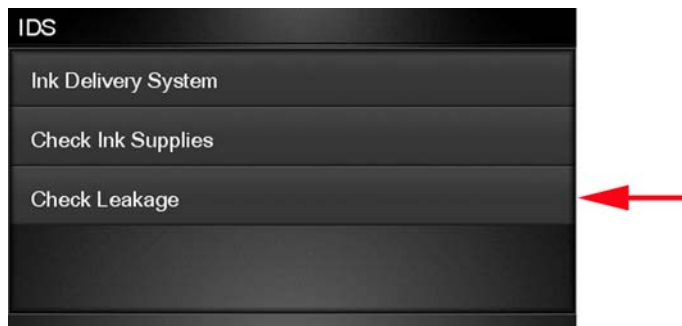 IDS
Ink Delivery System
Check Ink Supplies
Check Leakage